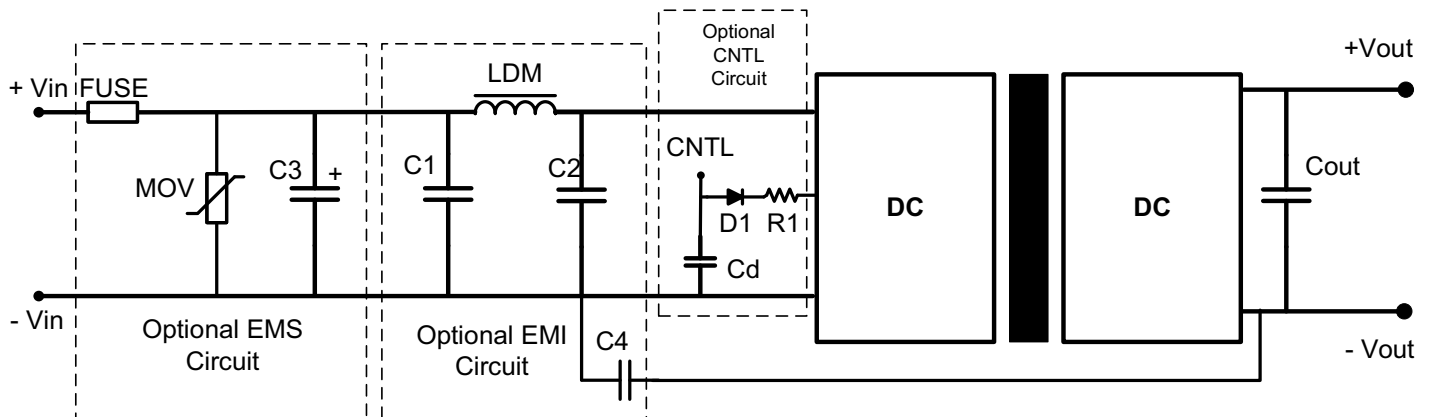 Optional
CNTL
Circuit
+Vout
+ Vin
FUSE
LDM
CNTL
C3
+
C1
C2
MOV
Cout
DC
DC
D1
R1
Cd
- Vin
Optional EMS
Circuit
Optional EMI
Circuit
C4
- Vout